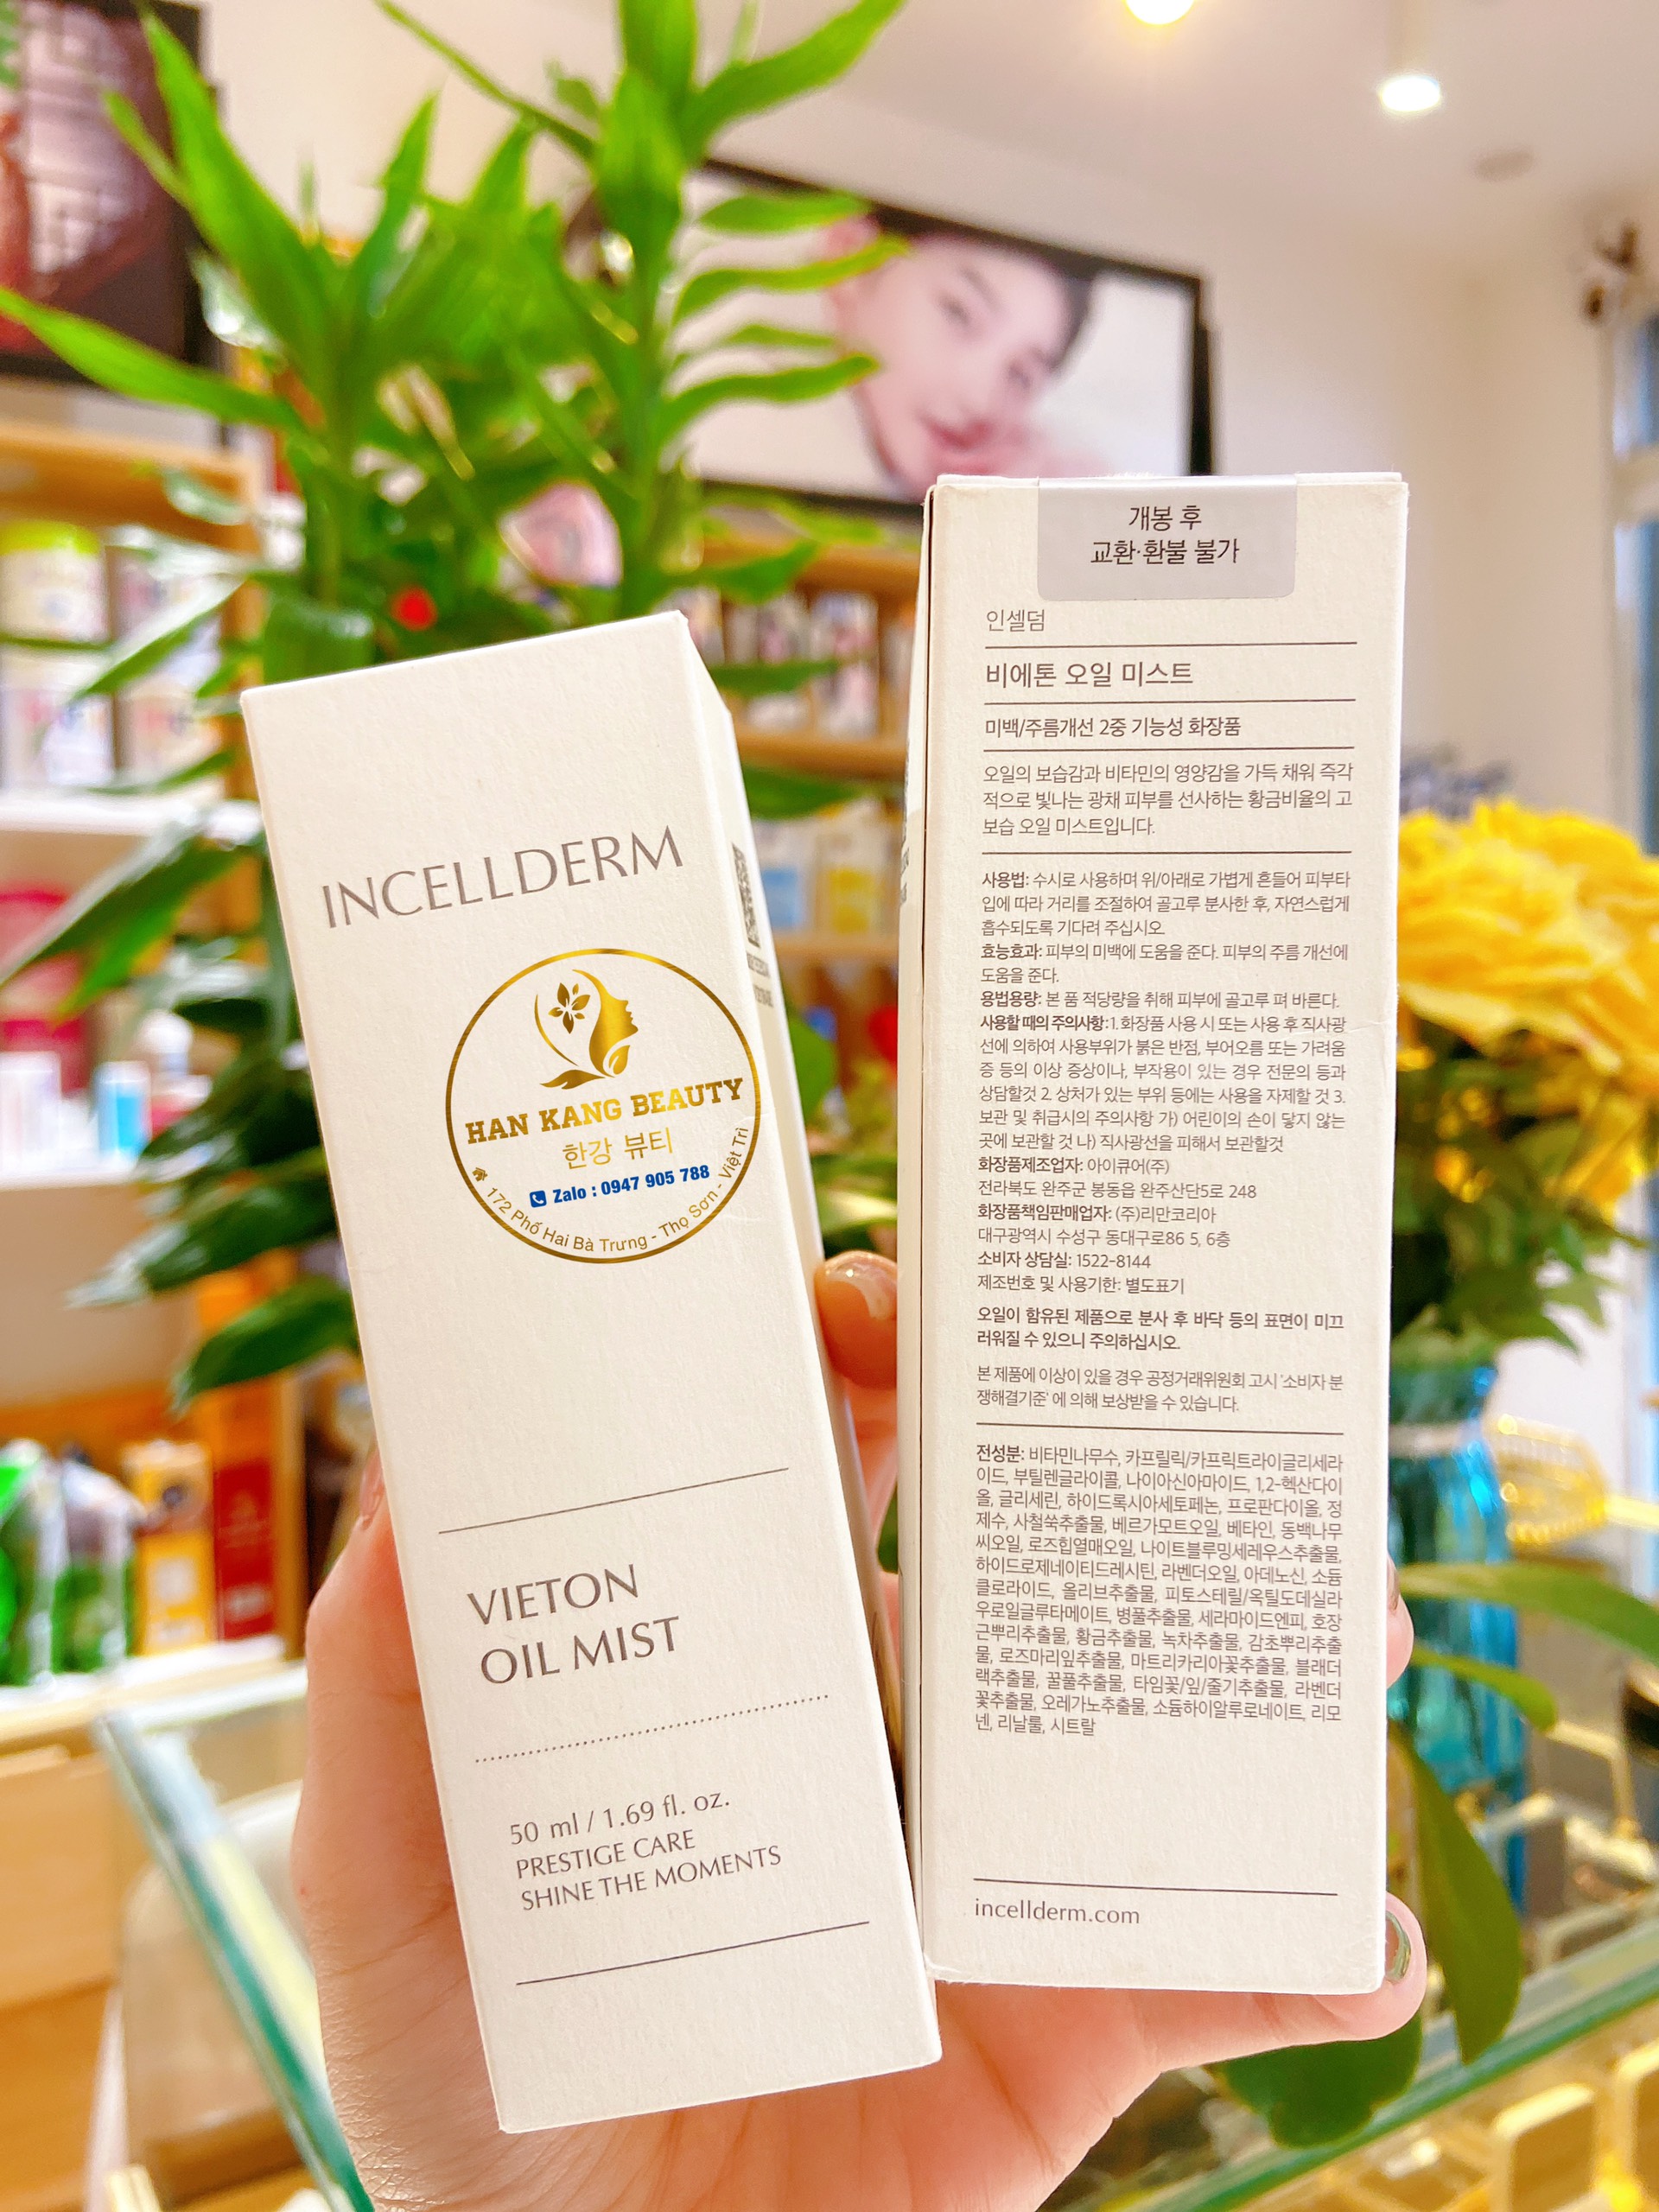 INCELLDERM
HAN KANG BEAUTY
한강 뷰티
Zalo : 0947 905 788
172 Phố Hai Bà Trưng - Thọ Sơn - Việt Trì
VIETON
OIL MIST
50 ml / 1.69 fl. oz.
PRESTIGE CARE
SHINE THE MOMENTS
개봉 후
교환·환불 불가
인셀덤
비에톤 오일 미스트
미백/주름개선 2중 기능성 화장품
오일의 보습감과 비타민의 영양감을 가득 채워 즉각
적으로 빛나는 광채 피부를 선사하는 황금비율의 고
보습 오일 미스트입니다.
사용법: 수시로 사용하며 위/아래로 가볍게 흔들어 피부타
입에 따라 거리를 조절하여 골고루 분사한 후, 자연스럽게
흡수되도록 기다려 주십시오.
효능효과: 피부의 미백에 도움을 준다. 피부의 주름 개선에
도움을 준다.
용법용량: 본 품 적당량을 취해 피부에 골고루 펴 바른다.
사용할 때의 주의사항: 1. 화장품 사용 시 또는 사용 후 직사광
선에 의하여 사용부위가 붉은 반점, 부어오름 또는 가려움
증 등의 이상 증상이나, 부작용이 있는 경우 전문의 등과
상담할것 2. 상처가 있는 부위 등에는 사용을 자제할 것 3.
보관 및 취급시의 주의사항 가) 어린이의 손이 닿지 않는
곳에 보관할 것 나) 직사광선을 피해서 보관할것
화장품제조업자: 아이큐어(주)
전라북도 완주군 봉동읍 완주산단5로 248
화장품책임판매업자: (주)리만코리아
대구광역시 수성구 동대구로86 5, 6층
소비자 상담실: 1522-8144
제조번호 및 사용기한: 별도표기
오일이 함유된 제품으로 분사 후 바닥 등의 표면이 미끄
러워질 수 있으니 주의하십시오.
본 제품에 이상이 있을 경우 공정거래위원회 고시 '소비자 분
쟁해결기준' 에 의해 보상받을 수 있습니다.
전성분: 비타민나무수, 카프릴릭/카프릭트라이글리세라
이드, 부틸렌글라이콜, 나이아신아마이드, 1,2-헥산다이
올, 글리세린, 하이드록시아세토페논, 프로판다이올, 정
제수, 사철쑥추출물, 베르가모트오일, 베타인, 동백나무
씨오일, 로즈힙열매오일, 나이트블루밍세레우스추출물,
하이드로제네이티드레시틴, 라벤더오일, 아데노신, 소듐
클로라이드, 올리브추출물, 피토스테릴/옥틸도데실라
우로일글루타메이트, 병풀추출물, 세라마이드엔피, 호장
근뿌리추출물, 황금추출물, 녹차추출물, 감초뿌리추출
물, 로즈마리잎추출물, 마트리카리아꽃추출물, 블래더
랙추출물, 꿀풀추출물, 타임꽃/잎/줄기추출물, 라벤더
꽃추출물, 오레가노추출물, 소듐하이알루로네이트, 리모
넨, 리날룰, 시트랄
incellderm.com